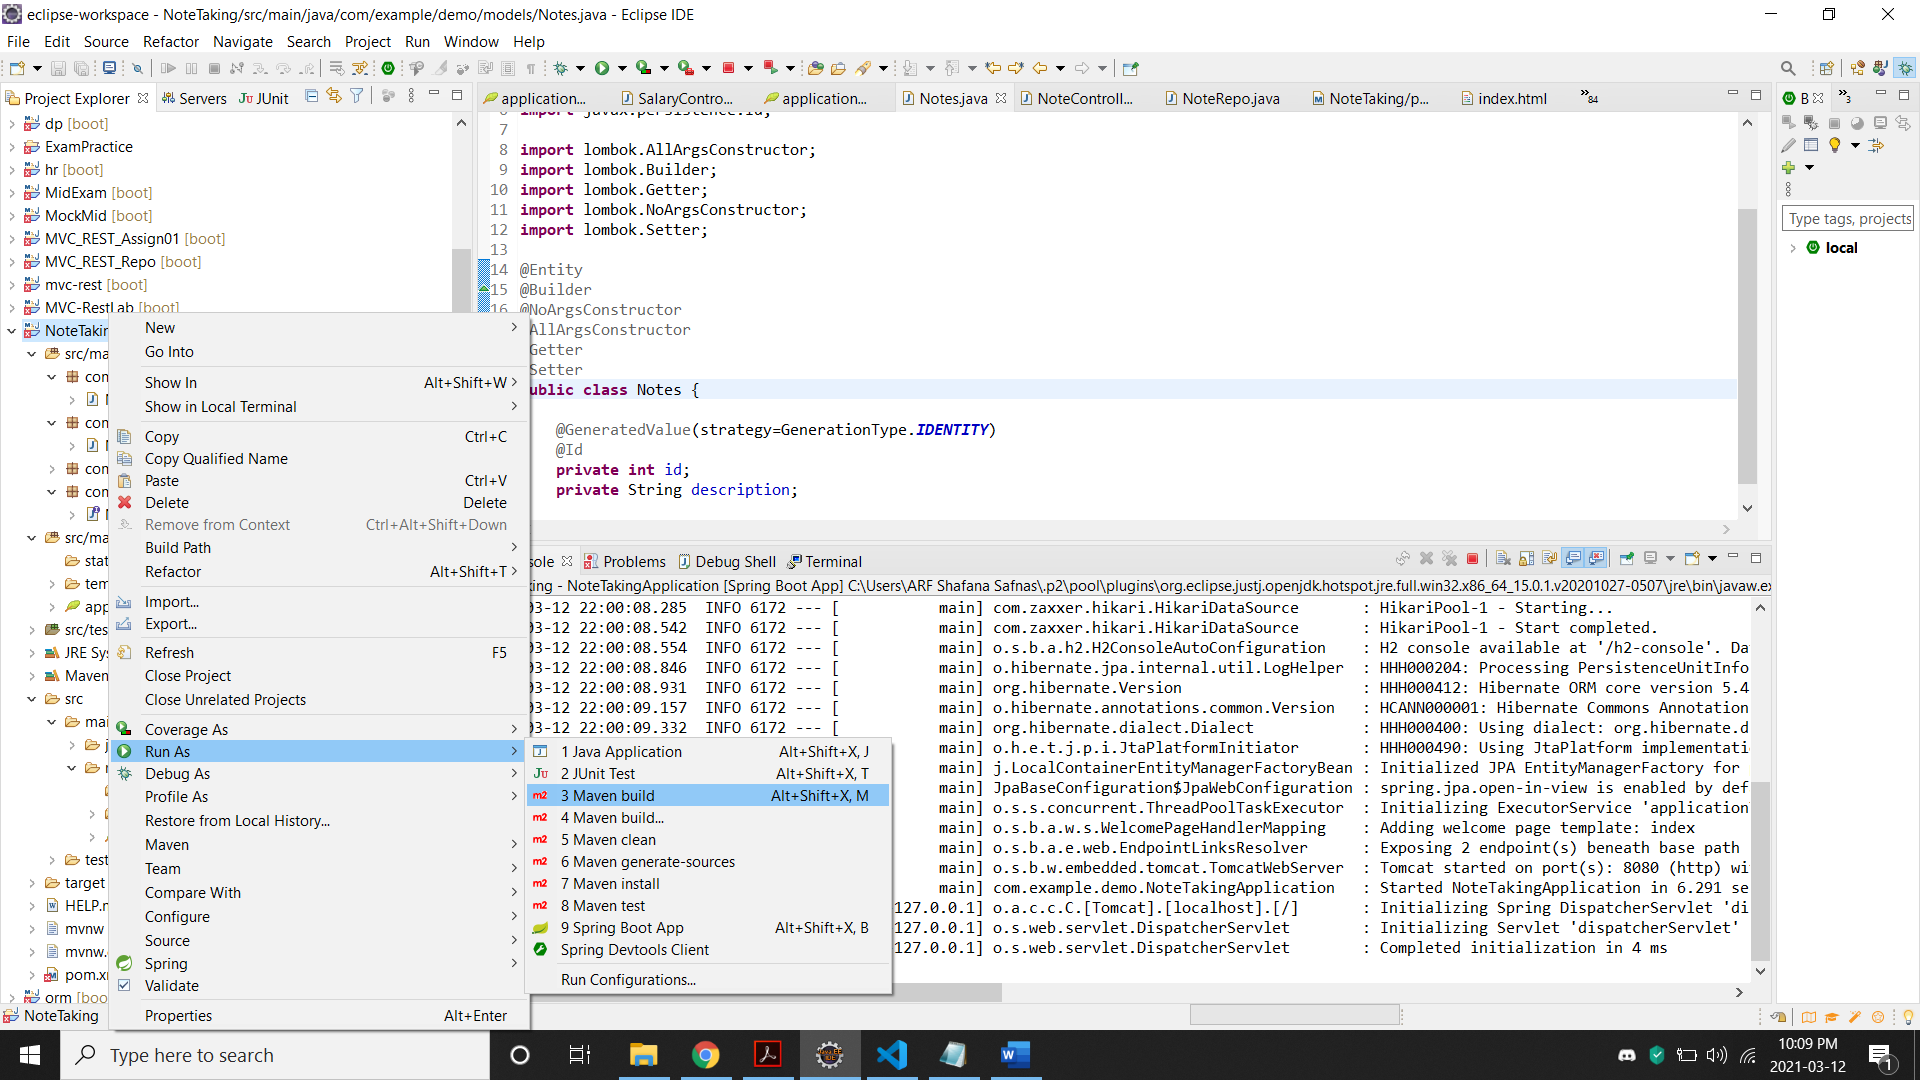 eclipse-workspace - NoteTaking/src/main/java/com/example/demo/models/Notes.java - Eclipse IDE
File Edit Source Refactor Navigate Search Project Run Window Help
Project Explorer Servers JUnit
dp [boot]
ExamPractice
hr [boot]
MidExam [boot]
MockMid [boot]
MVC_REST_Assign01 [boot]
MVC_REST_Repo [boot]
mvc-rest [boot]
MVC-RestLab [boot]
NoteTakin
src/ma
com
com
com
com
src/ma
stat
tem
app
src/tes
JRE Sys
Maven
src
mai
test
target
HELP.m
mvnw
mvnw.
pom.xm
orm [boo
NoteTaking
New
Go Into
Show In Alt+Shift+W
Show in Local Terminal
Copy Ctrl+C
Copy Qualified Name
Paste Ctrl+V
Delete Delete
Remove from Context Ctrl+Alt+Shift+Down
Build Path
Refactor Alt+Shift+T
Import...
Export...
Refresh F5
Close Project
Close Unrelated Projects
Coverage As
Run As
Debug As
Profile As
Restore from Local History...
Maven
Team
Compare With
Configure
Source
Spring
Validate
Properties Alt+Enter
1 Java Application Alt+Shift+X, J
2 JUnit Test Alt+Shift+X, T
3 Maven build Alt+Shift+X, M
4 Maven build...
5 Maven clean
6 Maven generate-sources
7 Maven install
8 Maven test
9 Spring Boot App Alt+Shift+X, B
Spring Devtools Client
Run Configurations...
application... SalaryContro... application... Notes.java NoteControll... NoteRepo.java NoteTaking/p... index.html 84
6 import javax.persistence.Id;
7
8 import lombok.AllArgsConstructor;
9 import lombok.Builder;
10 import lombok.Getter;
11 import lombok.NoArgsConstructor;
12 import lombok.Setter;
13
14 @Entity
15 @Builder
16 @NoArgsConstructor
AllArgsConstructor
Getter
Setter
ublic class Notes {
@GeneratedValue(strategy=GenerationType.IDENTITY)
@Id
private int id;
private String description;
sole Problems Debug Shell Terminal
king - NoteTakingApplication [Spring Boot App] C:\Users\ARF Shafana Safnas\.p2\pool\plugins\org.eclipse.justj.openjdk.hotspot.jre.full.win32.x86_64_15.0.1.v20201027-0507\jre\bin\javaw.ex
03-12 22:00:08.285 INFO 6172 --- [ main] com.zaxxer.hikari.HikariDataSource : HikariPool-1 - Starting...
03-12 22:00:08.542 INFO 6172 --- [ main] com.zaxxer.hikari.HikariDataSource : HikariPool-1 - Start completed.
03-12 22:00:08.554 INFO 6172 --- [ main] o.s.b.a.h2.H2ConsoleAutoConfiguration : H2 console available at '/h2-console'. Da
03-12 22:00:08.846 INFO 6172 --- [ main] o.hibernate.jpa.internal.util.LogHelper : HHH000204: Processing PersistenceUnitInfo
03-12 22:00:08.931 INFO 6172 --- [ main] org.hibernate.Version : HHH000412: Hibernate ORM core version 5.4
03-12 22:00:09.157 INFO 6172 --- [ main] o.hibernate.annotations.common.Version : HCANN000001: Hibernate Commons Annotation
03-12 22:00:09.332 INFO 6172 --- [ main] org.hibernate.dialect.Dialect : HHH000400: Using dialect: org.hibernate.d
main] o.h.e.t.j.p.i.JtaPlatformInitiator : HHH000490: Using JtaPlatform implementati
main] j.LocalContainerEntityManagerFactoryBean : Initialized JPA EntityManagerFactory for
main] JpaBaseConfiguration$JpaWebConfiguration : spring.jpa.open-in-view is enabled by def
main] o.s.s.concurrent.ThreadPoolTaskExecutor : Initializing ExecutorService 'application
main] o.s.b.a.w.s.WelcomePageHandlerMapping : Adding welcome page template: index
main] o.s.b.a.e.web.EndpointLinksResolver : Exposing 2 endpoint(s) beneath base path
main] o.s.b.w.embedded.tomcat.TomcatWebServer : Tomcat started on port(s): 8080 (http) wi
main] com.example.demo.NoteTakingApplication : Started NoteTakingApplication in 6.291 se
127.0.0.1] o.a.c.c.C.[Tomcat].[localhost].[/] : Initializing Spring DispatcherServlet 'di
127.0.0.1] o.s.web.servlet.DispatcherServlet : Initializing Servlet 'dispatcherServlet'
127.0.0.1] o.s.web.servlet.DispatcherServlet : Completed initialization in 4 ms
B 3
Type tags, projects
local
Type here to search
10:09 PM
2021-03-12
1